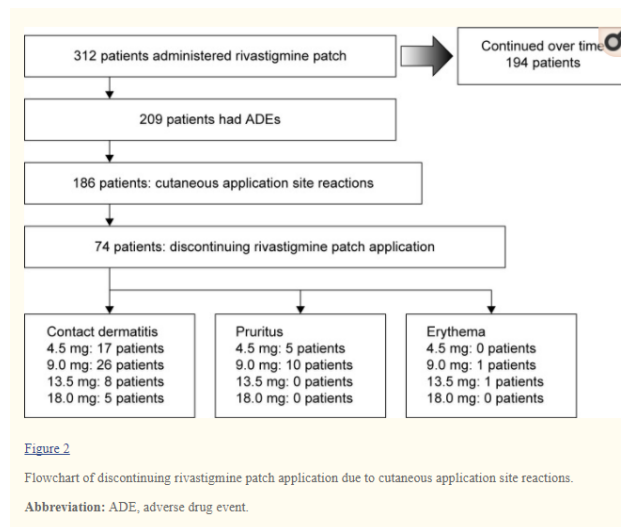 312 patients administered rivastigmine patch
Continued over time
194 patients
209 patients had ADEs
186 patients: cutaneous application site reactions
74 patients: discontinuing rivastigmine patch application
Contact dermatitis
4.5 mg: 17 patients
9.0 mg: 26 patients
13.5 mg: 8 patients
18.0 mg: 5 patients
Pruritus
4.5 mg: 5 patients
9.0 mg: 10 patients
13.5 mg: 0 patients
18.0 mg: 0 patients
Erythema
4.5 mg: 0 patients
9.0 mg: 1 patients
13.5 mg: 1 patients
18.0 mg: 0 patients
Figure 2
Flowchart of discontinuing rivastigmine patch application due to cutaneous application site reactions.
Abbreviation: ADE, adverse drug event.